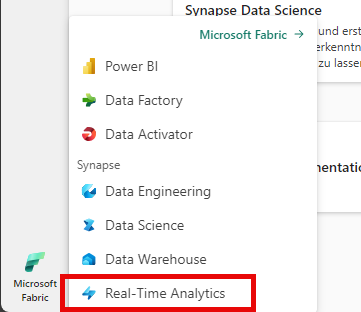 Synapse Data Science
Microsoft Fabric →
und erst
Power BI
erkenntn
zu lassen
Data Factory
Data Activator
Synapse
mentation
Data Engineering
Data Science
Data Warehouse
Microsoft
Fabric
Real-Time Analytics